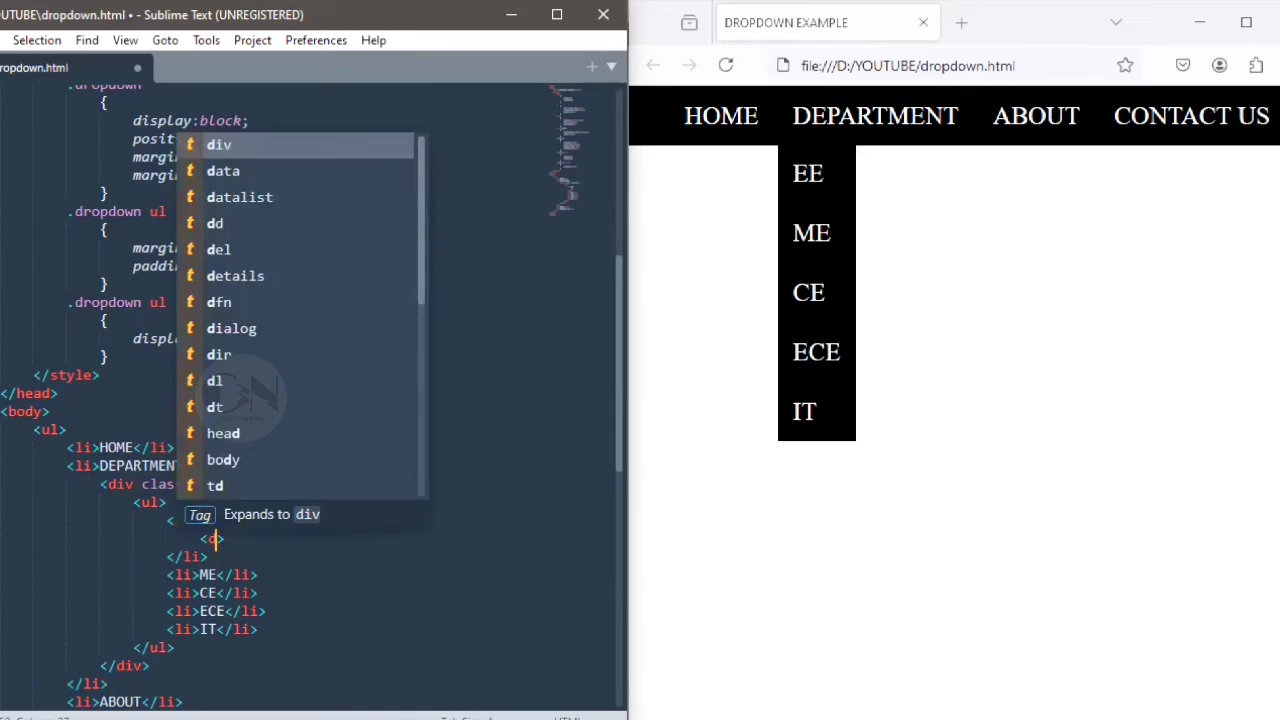 OUTUBE\dropdown.html • - Sublime Text (UNREGISTERED)
Selection Find View Goto Tools Tool Project Preferences Help
ropdown.html
.dropdown
{
display:block;
posit
margi
margi
}
.dropdown ul
{
margi
paddi
}
.dropdown ul
{
displ
}
</style>
</head>
<body>
<ul>
<li>HOME</li>
<li>DEPARTMENT
<div clas
<ul>
<
<d>
</li>
<li>ME</li>
<li>CE</li>
<li>ECE</li>
<li>IT</li>
</ul>
</div>
</li>
<li>ABOUT</li>
div
data
datalist
dd
del
details
dfn
dialog
dir
dl
dt
head
body
td
Tag Expands to div
DROPDOWN EXAMPLE
file:///D:/YOUTUBE/dropdown.html
HOME DEPARTMENT ABOUT CONTACT US
EE
ME
CE
ECE
IT